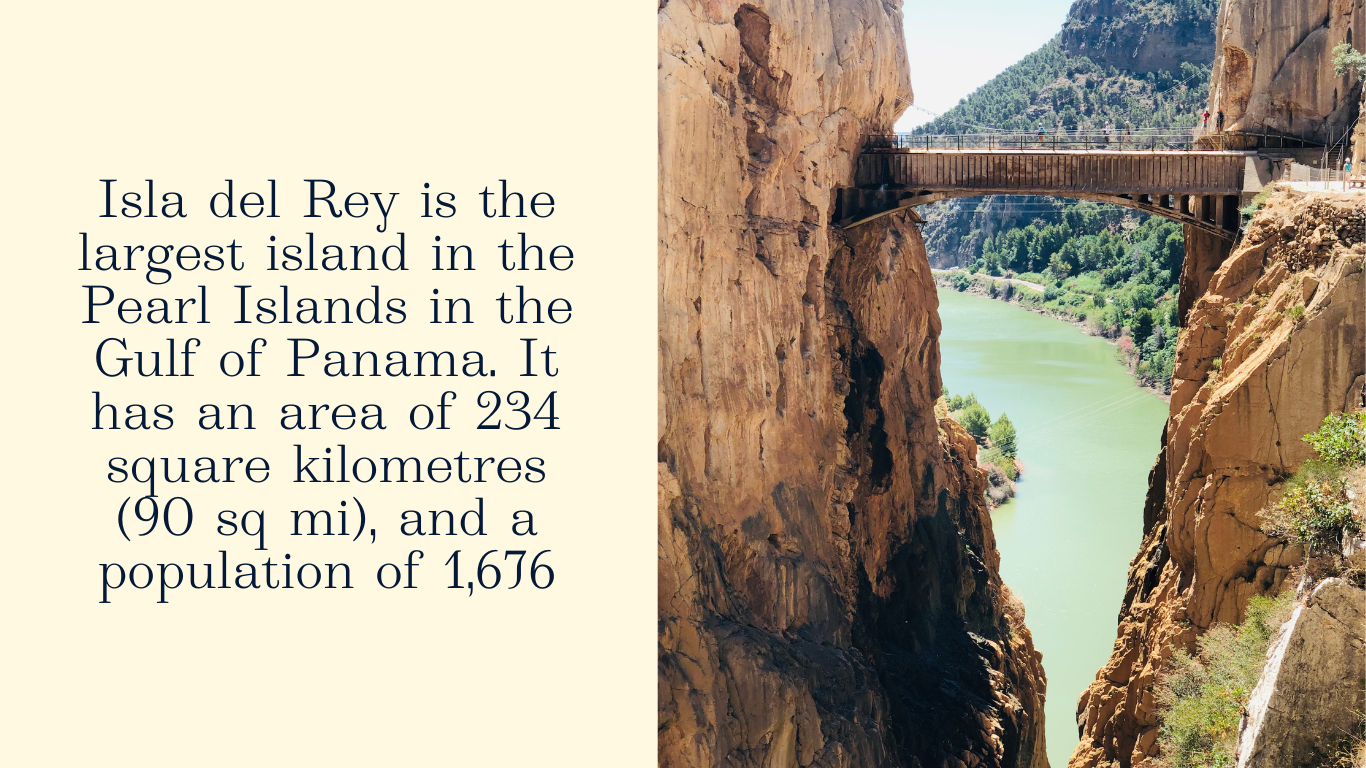 Isla del Rey is the
largest island in the
Pearl Islands in the
Gulf of Panama. It
has an area of 234
square kilometres
(90 sq mi), and a
population of 1,676